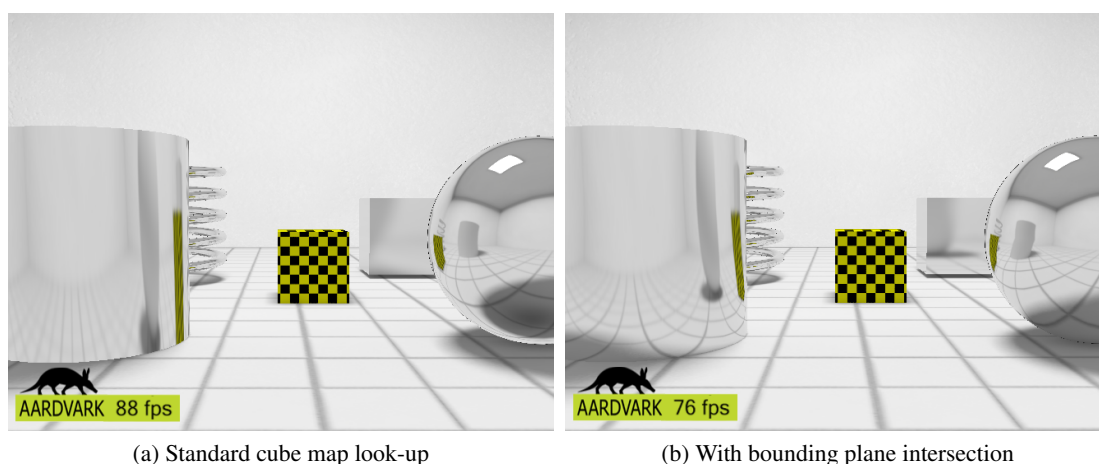 AARDVARK 88 fps
AARDVARK 76 fps
(a) Standard cube map look-up
(b) With bounding plane intersection